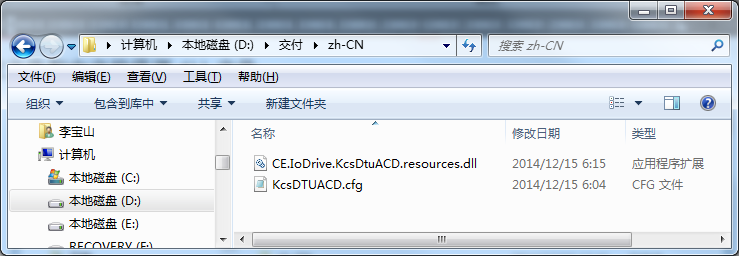 计算机 本地磁盘 (D:) 交付 zh-CN 搜索 zh-CN
文件(F) 编辑(E) 查看(V) 工具(T) 帮助(H)
组织 包含到库中 共享 新建文件夹
李宝山
计算机
本地磁盘 (C:)
本地磁盘 (D:)
本地磁盘 (E:)
RECOVERY (F:)
名称 修改日期 类型
CE.IoDrive.KcsDtuACD.resources.dll 2014/12/15 6:15 应用程序扩展
KcsDTUACD.cfg 2014/12/15 6:04 CFG 文件